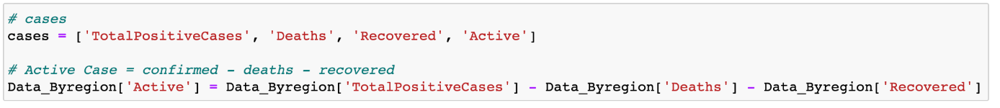 # cases
cases = ['TotalPositiveCases', 'Deaths', 'Recovered', 'Active']
# Active Case = confirmed - deaths - recovered
Data_Byregion['Active'] = Data_Byregion['TotalPositiveCases'] - Data_Byregion['Deaths'] - Data_Byregion['Recovered']